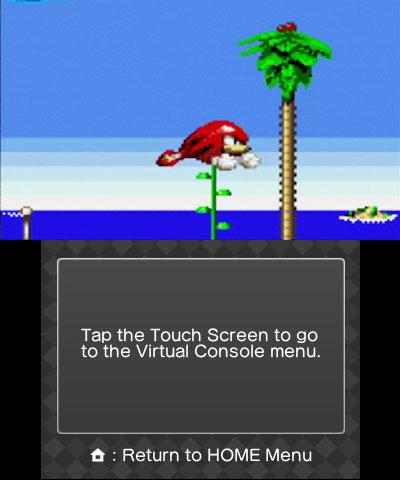 Tap the Touch Screen to go
to the Virtual Console menu.
: Return to HOME Menu